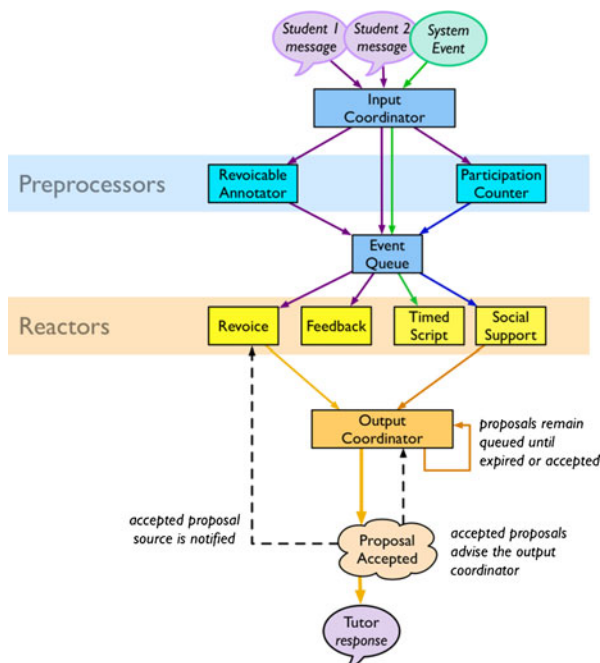 Student 1
message
Student 2
message
System
Event
Input
Coordinator
Preprocessors
Revoicable
Annotator
Participation
Counter
Event
Queue
Reactors
Revoice
Feedback
Timed
Script
Social
Support
Output
Coordinator
proposals remain
queued until
expired or accepted
accepted proposal
source is notified
Proposal
Accepted
accepted proposals
advise the output
coordinator
Tutor
response